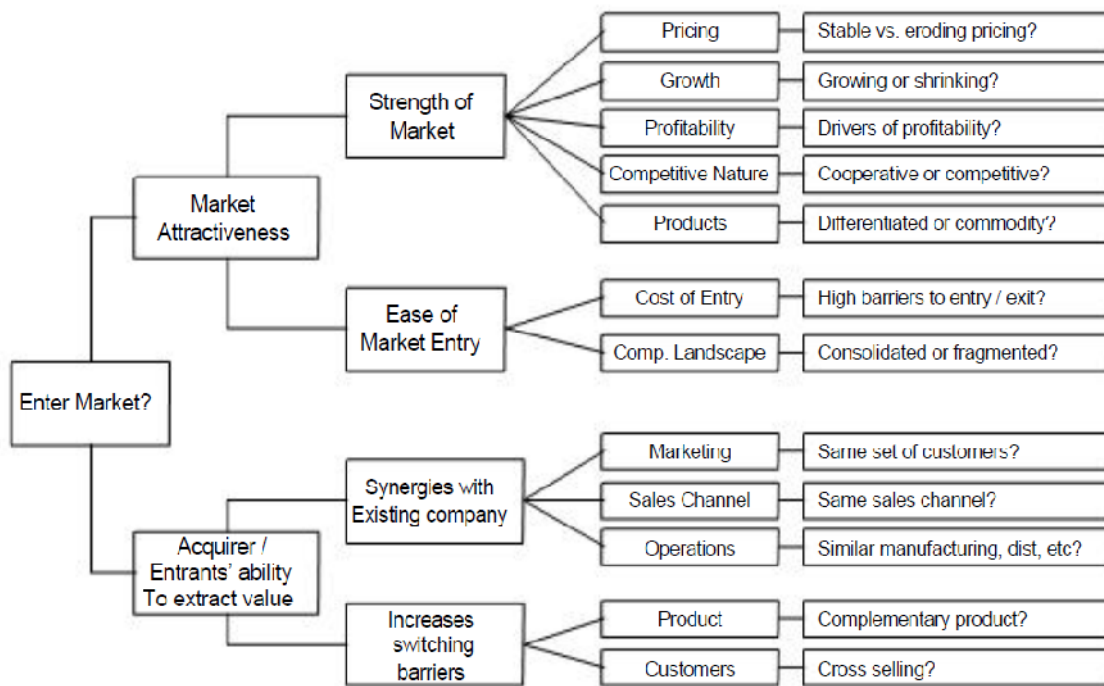 Pricing
Stable vs. eroding pricing?
Growth
Growing or shrinking?
Strength of
Market
Profitability
Drivers of profitability?
Competitive Nature
Cooperative or competitive?
Market
Attractiveness
Products
Differentiated or commodity?
Cost of Entry
High barriers to entry / exit?
Ease of
Market Entry
Comp. Landscape
Consolidated or fragmented?
Enter Market?
Marketing
Same set of customers?
Synergies with
Existing company
Sales Channel
Same sales channel?
Operations
Similar manufacturing, dist, etc?
Acquirer /
Entrants' ability
To extract value
Increases
switching
barriers
Product
Complementary product?
Customers
Cross selling?